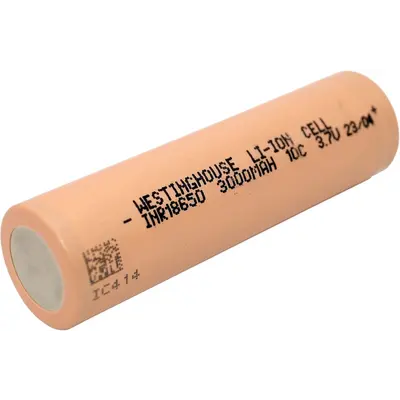 - WESTINGHOUSE LI-ION CELL +
INR18650 3000MAH 10C 3.7V 23/04
IC414